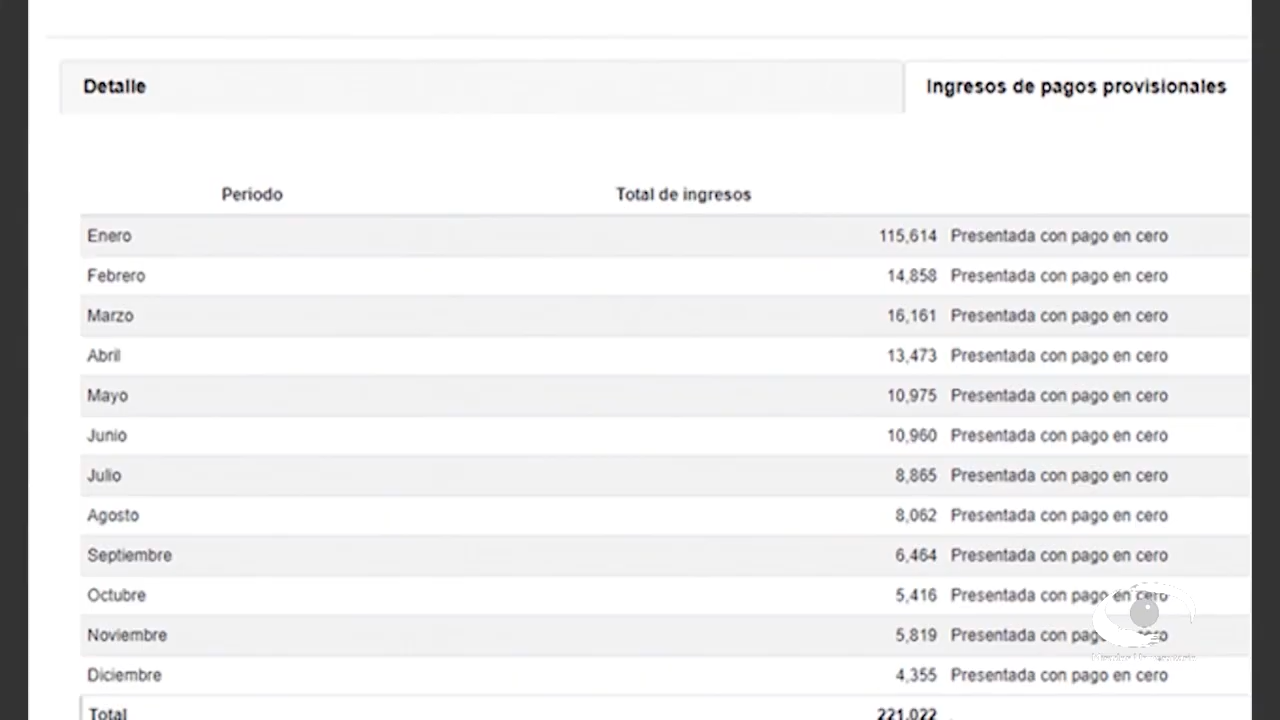 Detalle Ingresos de pagos provisionales
Periodo Total de ingresos
Enero 115,614 Presentada con pago en cero
Febrero 14,858 Presentada con pago en cero
Marzo 16,161 Presentada con pago en cero
Abril 13,473 Presentada con pago en cero
Mayo 10,975 Presentada con pago en cero
Junio 10,960 Presentada con pago en cero
Julio 8,865 Presentada con pago en cero
Agosto 8,062 Presentada con pago en cero
Septiembre 6,464 Presentada con pago en cero
Octubre 5,416 Presentada con pago en cero
Noviembre 5,819 Presentada con pago en cero
Diciembre 4,355 Presentada con pago en cero
Total 221,022